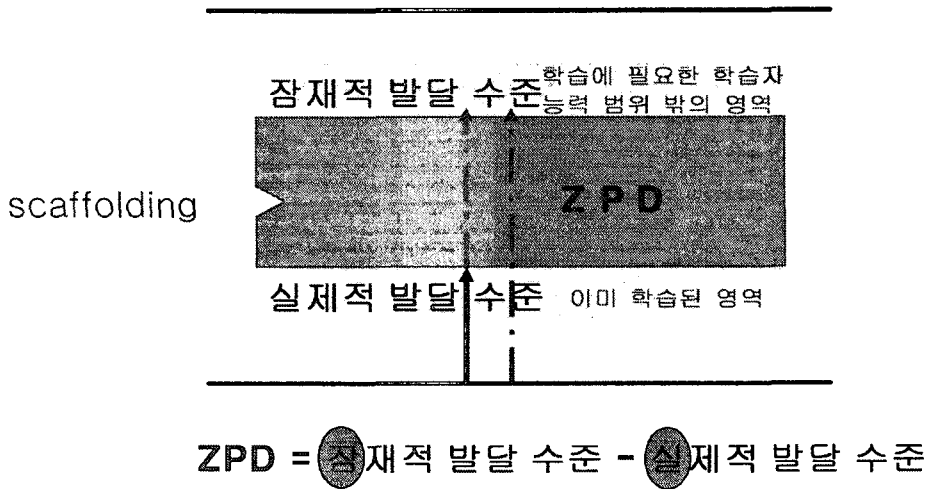 잠재적 발달 수준 학습에 필요한 학습자
능력 범위 밖의 영역
scaffolding
ZPD
실제적 발달 수준 이미 학습된 영역
ZPD = 잠재적 발달 수준 - 실제적 발달 수준